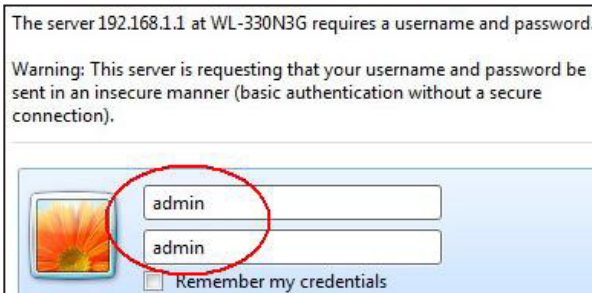 The server 192.168.1.1 at WL-330N3G requires a username and password.
Warning: This server is requesting that your username and password be
sent in an insecure manner (basic authentication without a secure
connection).
admin
admin
Remember my credentials